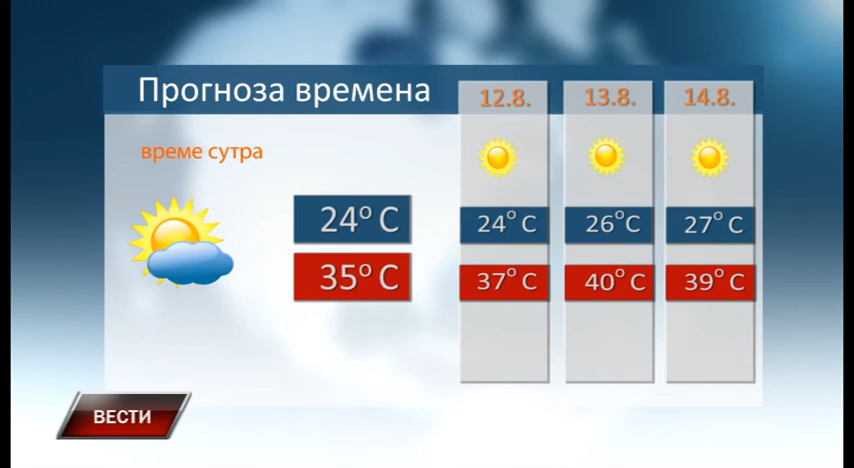 Прогноза времена
време сутра
24° C
35° C
12.8.
24° C
37° C
13.8.
26°C
40° C
14.8.
27° C
39° C
ВЕСТИ